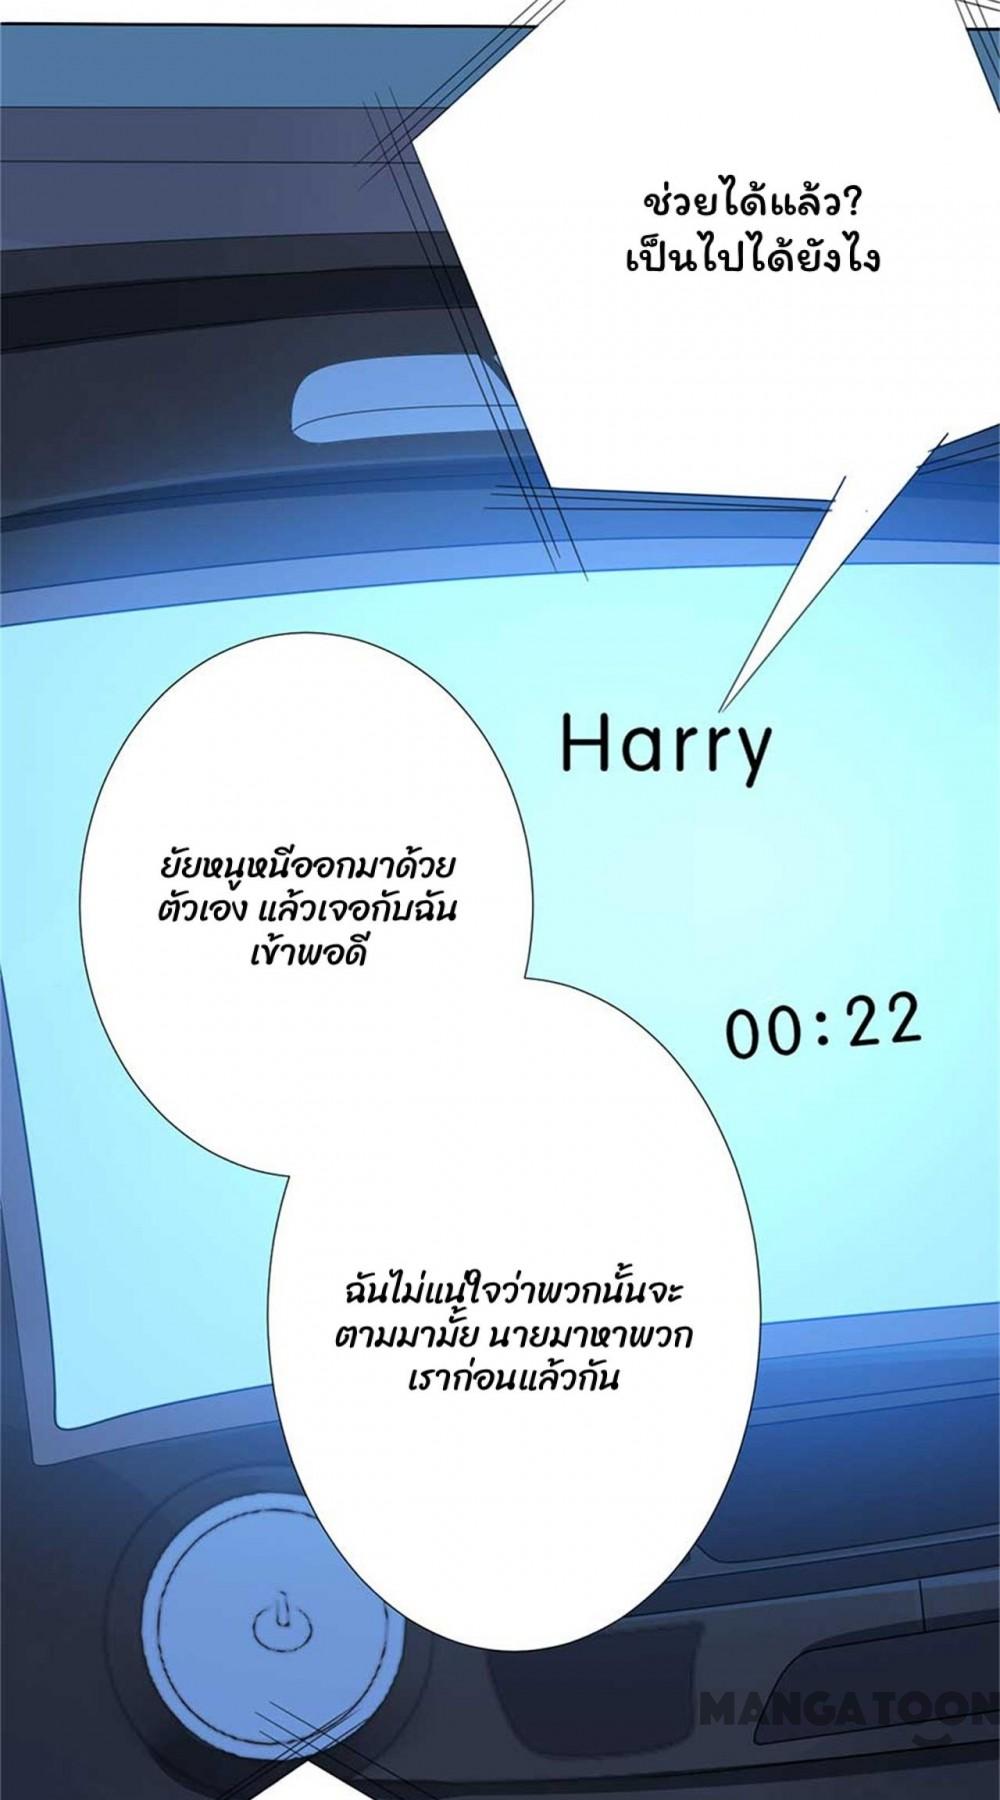 ช่วยได้แล้ว?
เป็นไปได้ยังไง
Harry
ยัยหนูหนีออกมาด้วย
ตัวเอง แล้วเจอกับฉัน
เข้าพอดี
00:22
ฉันไม่แน่ใจว่าพวกนั้นจะ
ตามมามั้ย นายมาหาพวก
เราก่อนแล้วกัน
MANGATOON